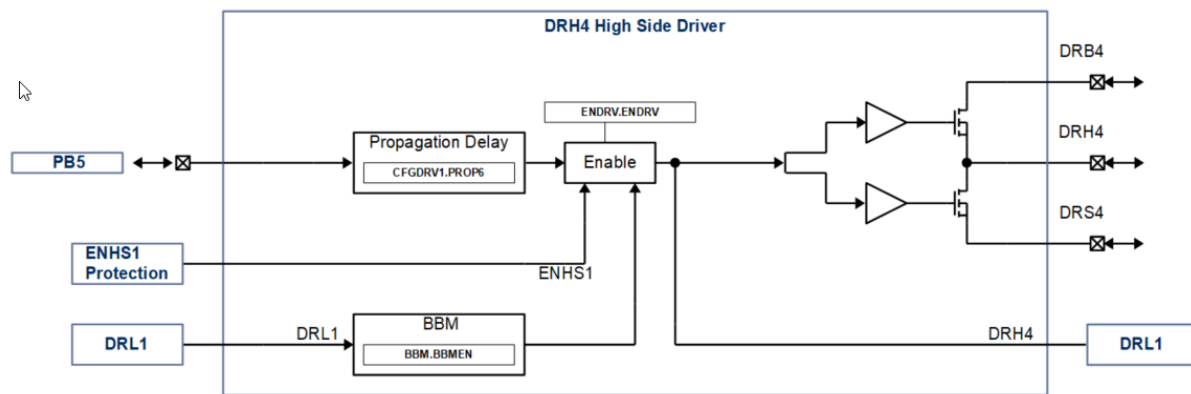 DRH4 High Side Driver
DRB4
ENDRV.ENDRV
Propagation Delay
DRH4
PB5
Enable
CFGDRV1.PROP6
DRS4
ENHS1
Protection
ENHS1
DRL1
BBM
DRH4
DRL1
DRL1
BBM.BBMEN